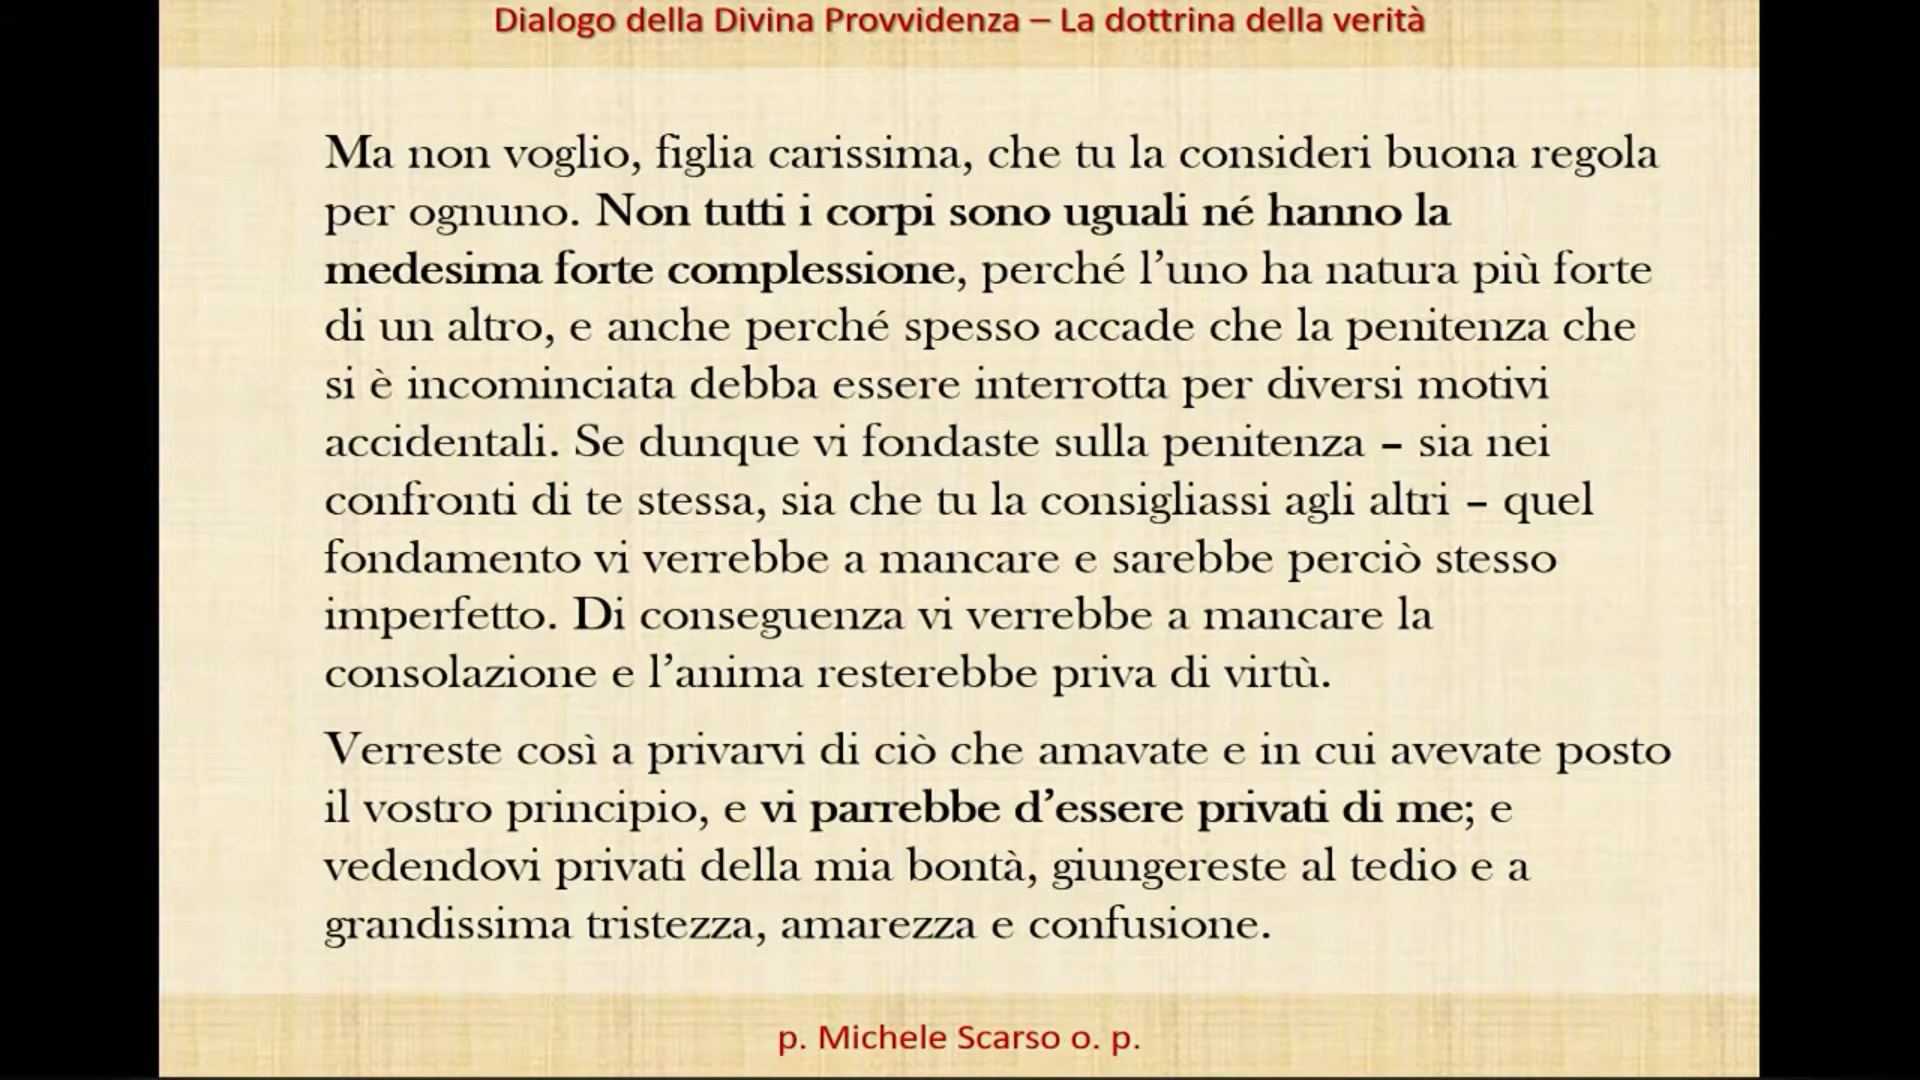 Dialogo della Divina Provvidenza – La dottrina della verità
Ma non voglio, figlia carissima, che tu la consideri buona regola
per ognuno. Non tutti i corpi sono uguali né hanno la
medesima forte complessione, perché l’uno ha natura più forte
di un altro, e anche perché spesso accade che la penitenza che
si è incominciata debba essere interrotta per diversi motivi
accidentali. Se dunque vi fondaste sulla penitenza – sia nei
confronti di te stessa, sia che tu la consigliassi agli altri – quel
fondamento vi verrebbe a mancare e sarebbe perciò stesso
imperfetto. Di conseguenza vi verrebbe a mancare la
consolazione e l’anima resterebbe priva di virtù.
Verreste così a privarvi di ciò che amavate e in cui avevate posto
il vostro principio, e vi parrebbe d’essere privati di me; e
vedendovi privati della mia bontà, giungereste al tedio e a
grandissima tristezza, amarezza e confusione.
p. Michele Scarso o. p.